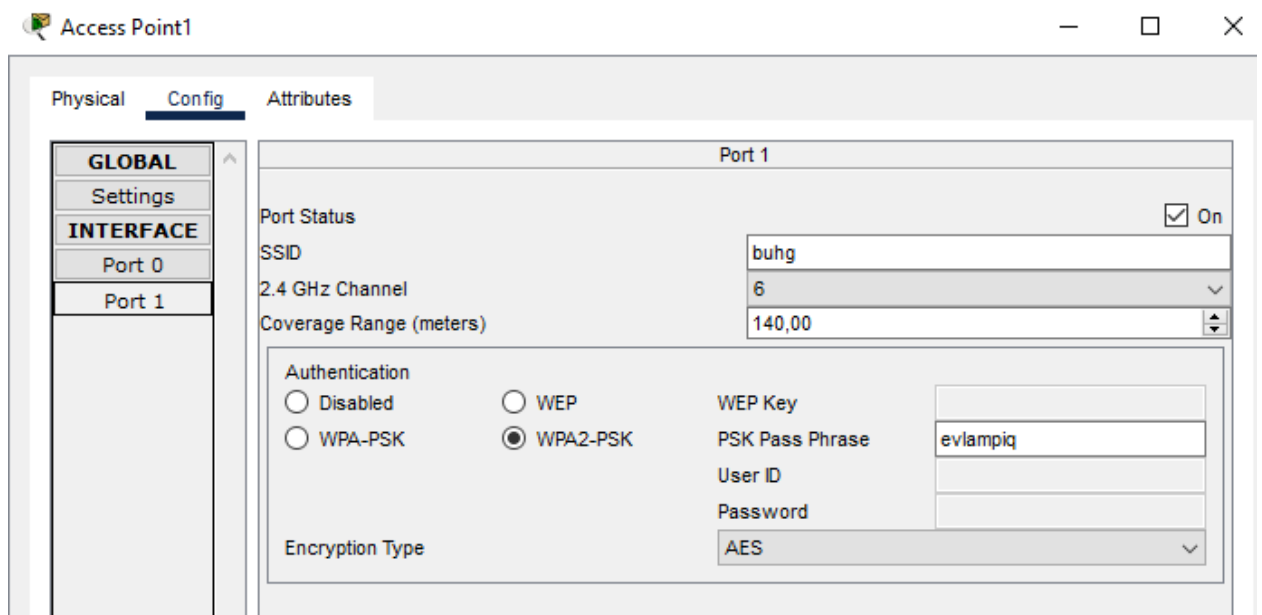 Access Point1
Physical Config Attributes
GLOBAL
Settings
INTERFACE
Port 0
Port 1
Port 1
Port Status On
SSID buhg
2.4 GHz Channel 6
Coverage Range (meters) 140,00
Authentication
Disabled WEP WEP Key
WPA-PSK WPA2-PSK PSK Pass Phrase evlampiq
User ID
Password
Encryption Type AES